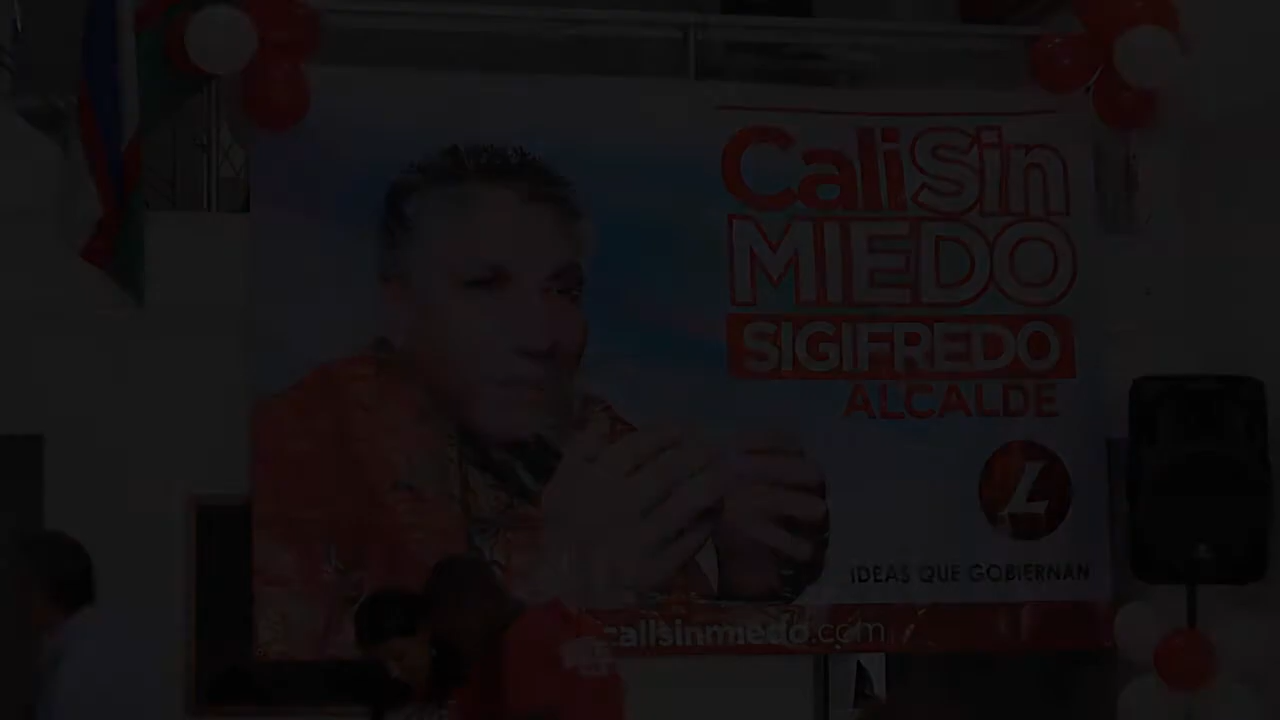 CaliSin
MIEDO
SIGIFREDO
ALCALDE
L
IDEAS QUE GOBIERNAN
calisinmiedo.com